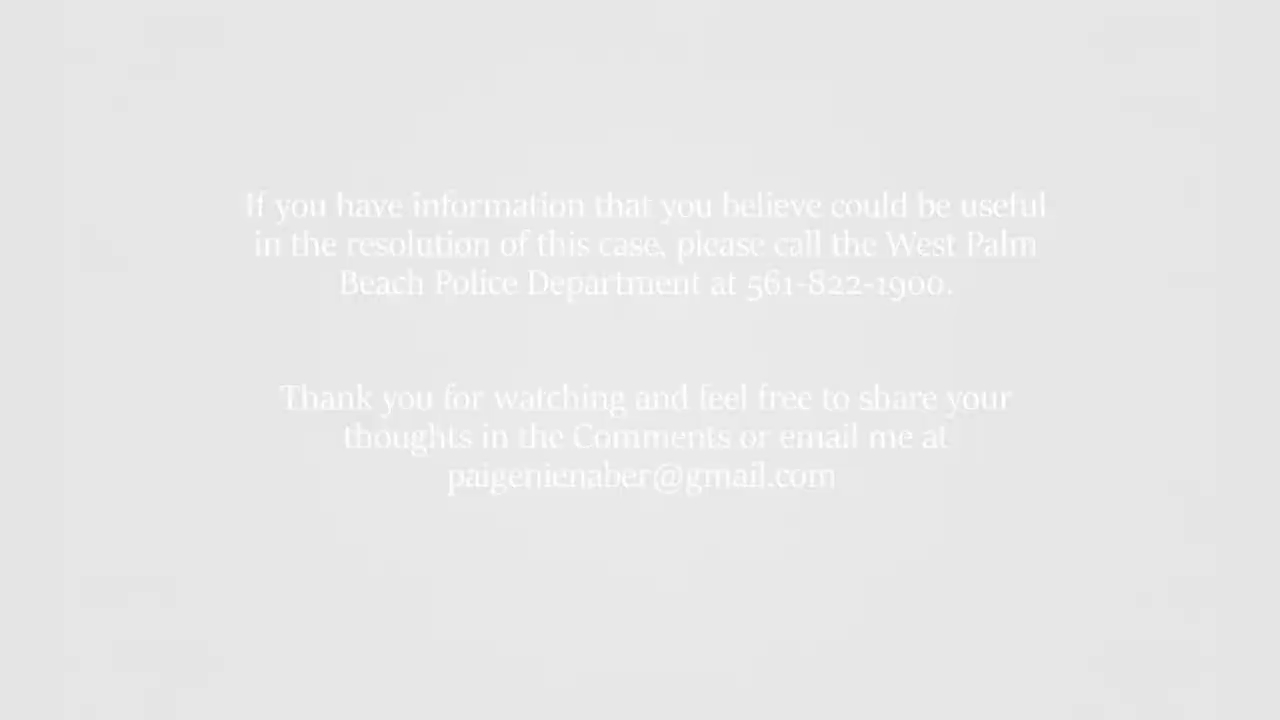 If you have information that you believe could be useful
in the resolution of this case, please call the West Palm
Beach Police Department at 561-822-1900.
Thank you for watching and feel free to share your
thoughts in the Comments or email me at
paigenienaber@gmail.com